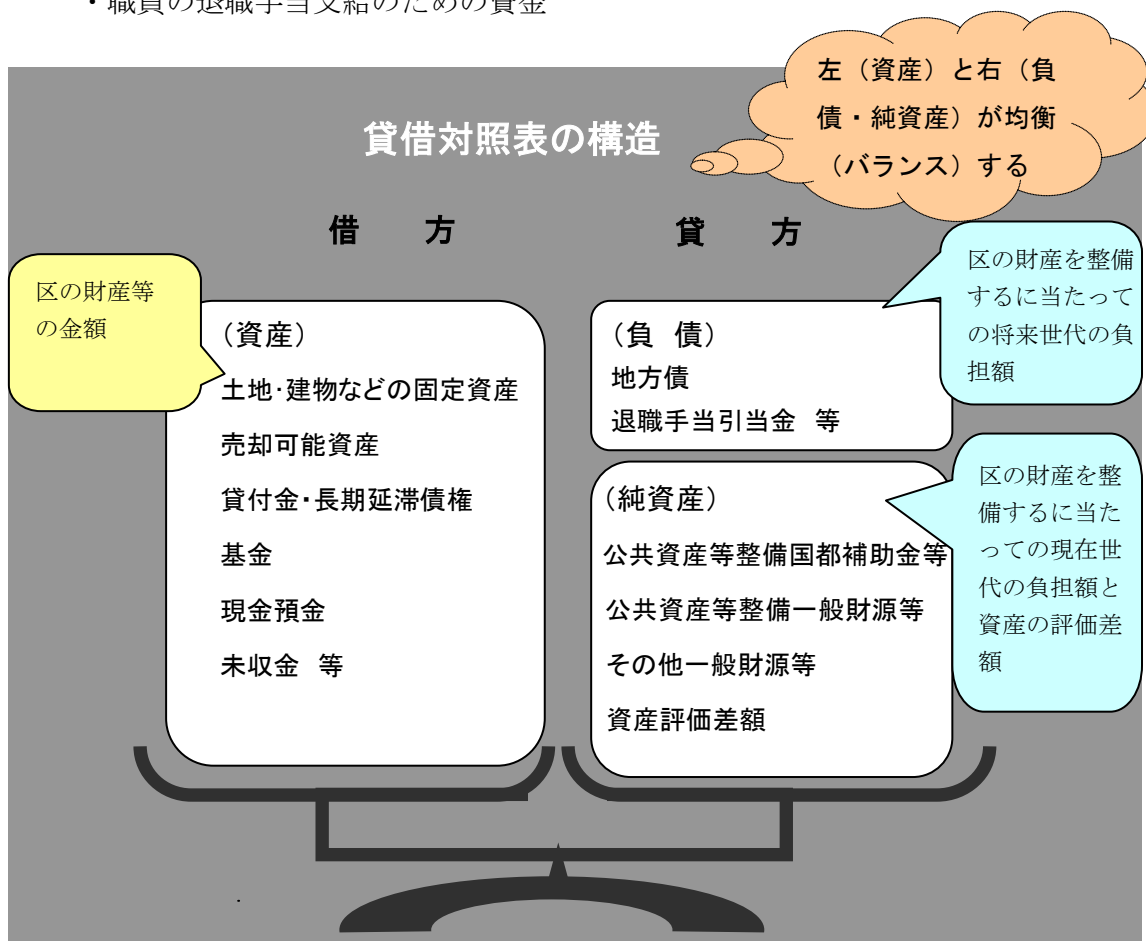 ・職員の退職手当支給のための資金
左（資産）と右（負
債・純資産）が均衡
（バランス）する
貸借対照表の構造
借　方
貸　方
区の財産等
の金額
（資産）
土地･建物などの固定資産
売却可能資産
貸付金・長期延滞債権
基金
現金預金
未収金　等
（負　債）
地方債
退職手当引当金　等
区の財産を整備
するに当たって
の将来世代の負
担額
（純資産）
公共資産等整備国都補助金等
公共資産等整備一般財源等
その他一般財源等
資産評価差額
区の財産を整
備するに当た
っての現在世
代の負担額と
資産の評価差
額